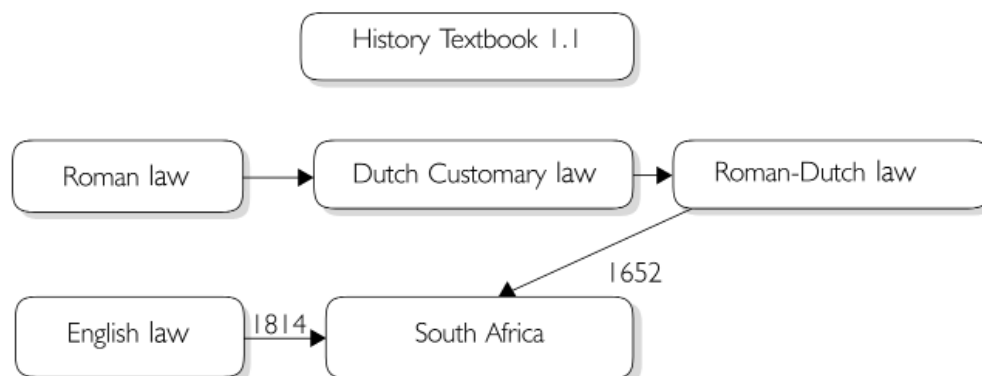 History Textbook 1.1
Roman law
Dutch Customary law
Roman-Dutch law
1652
English law
1814
South Africa